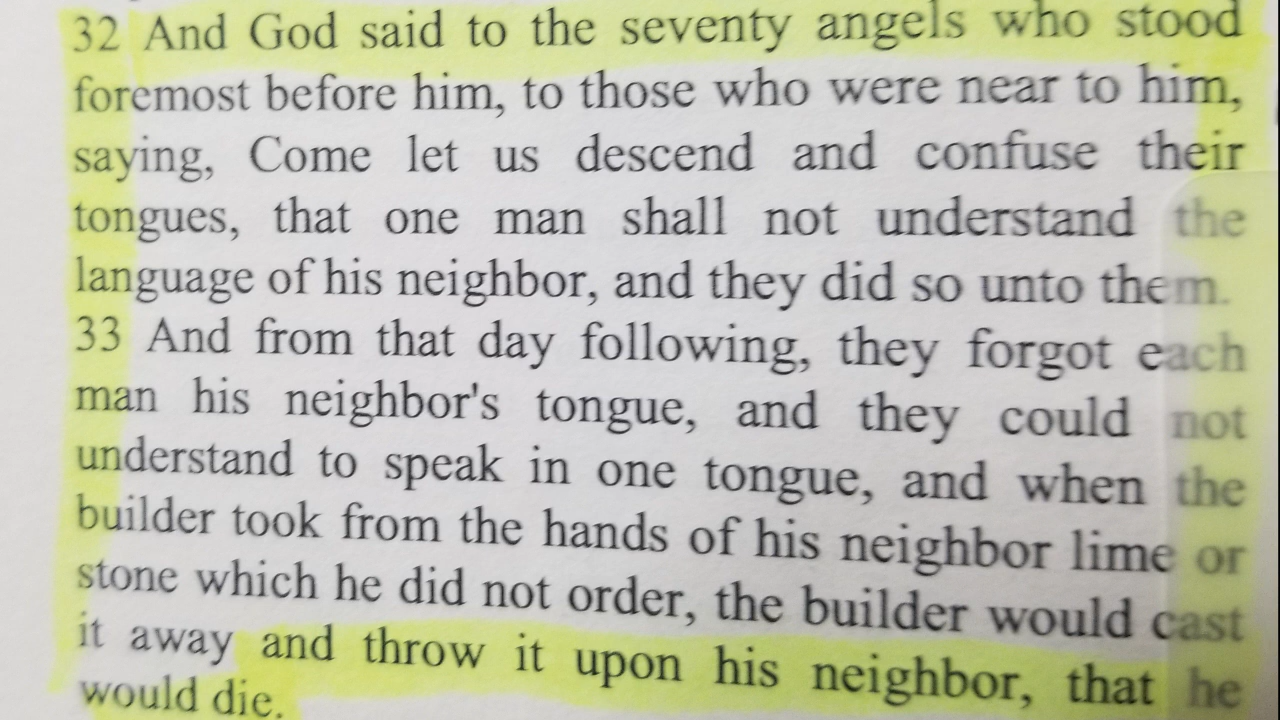 32 And God said to the seventy angels who stood
foremost before him, to those who were near to him,
saying, Come let us descend and confuse their
tongues, that one man shall not understand the
language of his neighbor, and they did so unto them.
33 And from that day following, they forgot each
man his neighbor's tongue, and they could not
understand to speak in one tongue, and when the
builder took from the hands of his neighbor lime or
stone which he did not order, the builder would cast
it away and throw it upon his neighbor, that he
would die.